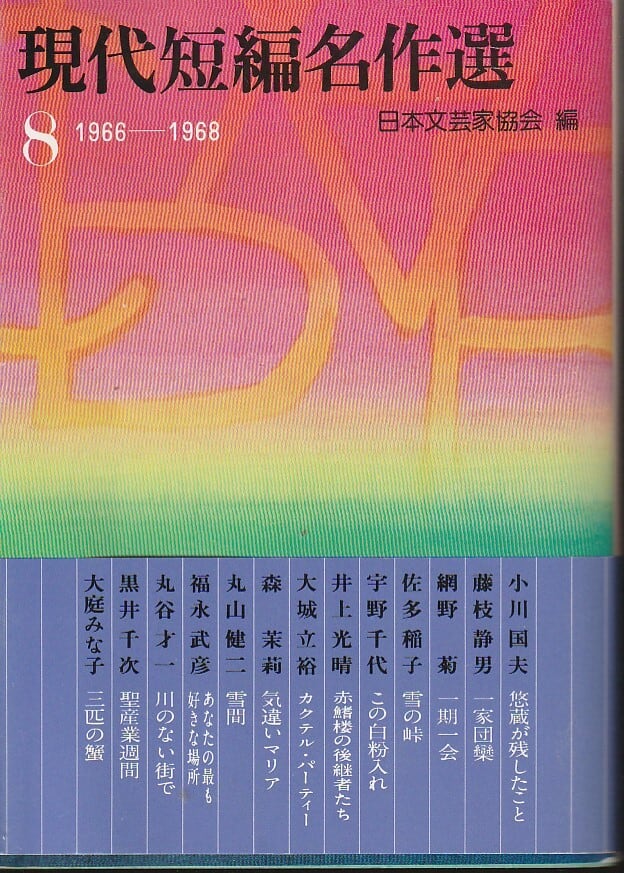 現代短編名作選
8 1966―1968
日本文芸家協会 編
小川国夫 悠蔵が残したこと
藤枝静男 一家団欒
網野 菊 一期一会
佐多稲子 雪の峠
宇野千代 この白粉入れ
井上光晴 赤鰭楼の後継者たち
大城立裕 カクテル・パーティー
森 茉莉 気違いマリア
丸山健二 雪間
福永武彦 あなたの最も
好きな場所
丸谷才一 川のない街で
黒井千次 聖産業週間
大庭みな子 三匹の蟹